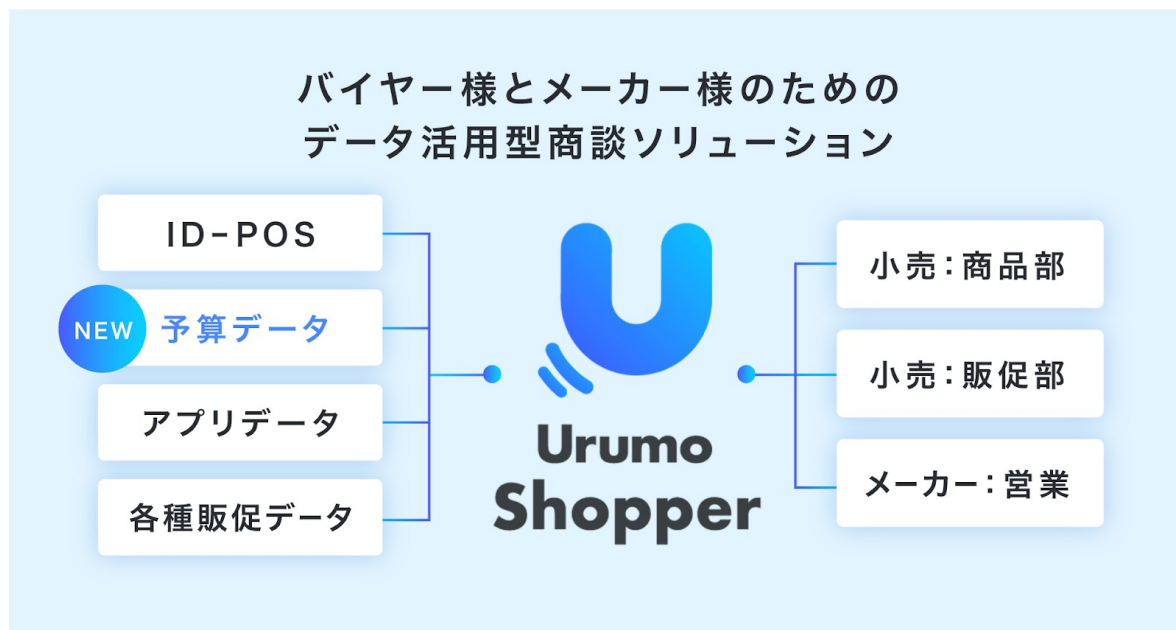 バイヤー様とメーカー様のための
データ活用型商談ソリューション
ID-POS
NEW
予算データ
アプリデータ
各種販促データ
Urumo
Shopper
小売：商品部
小売：販促部
メーカー：営業